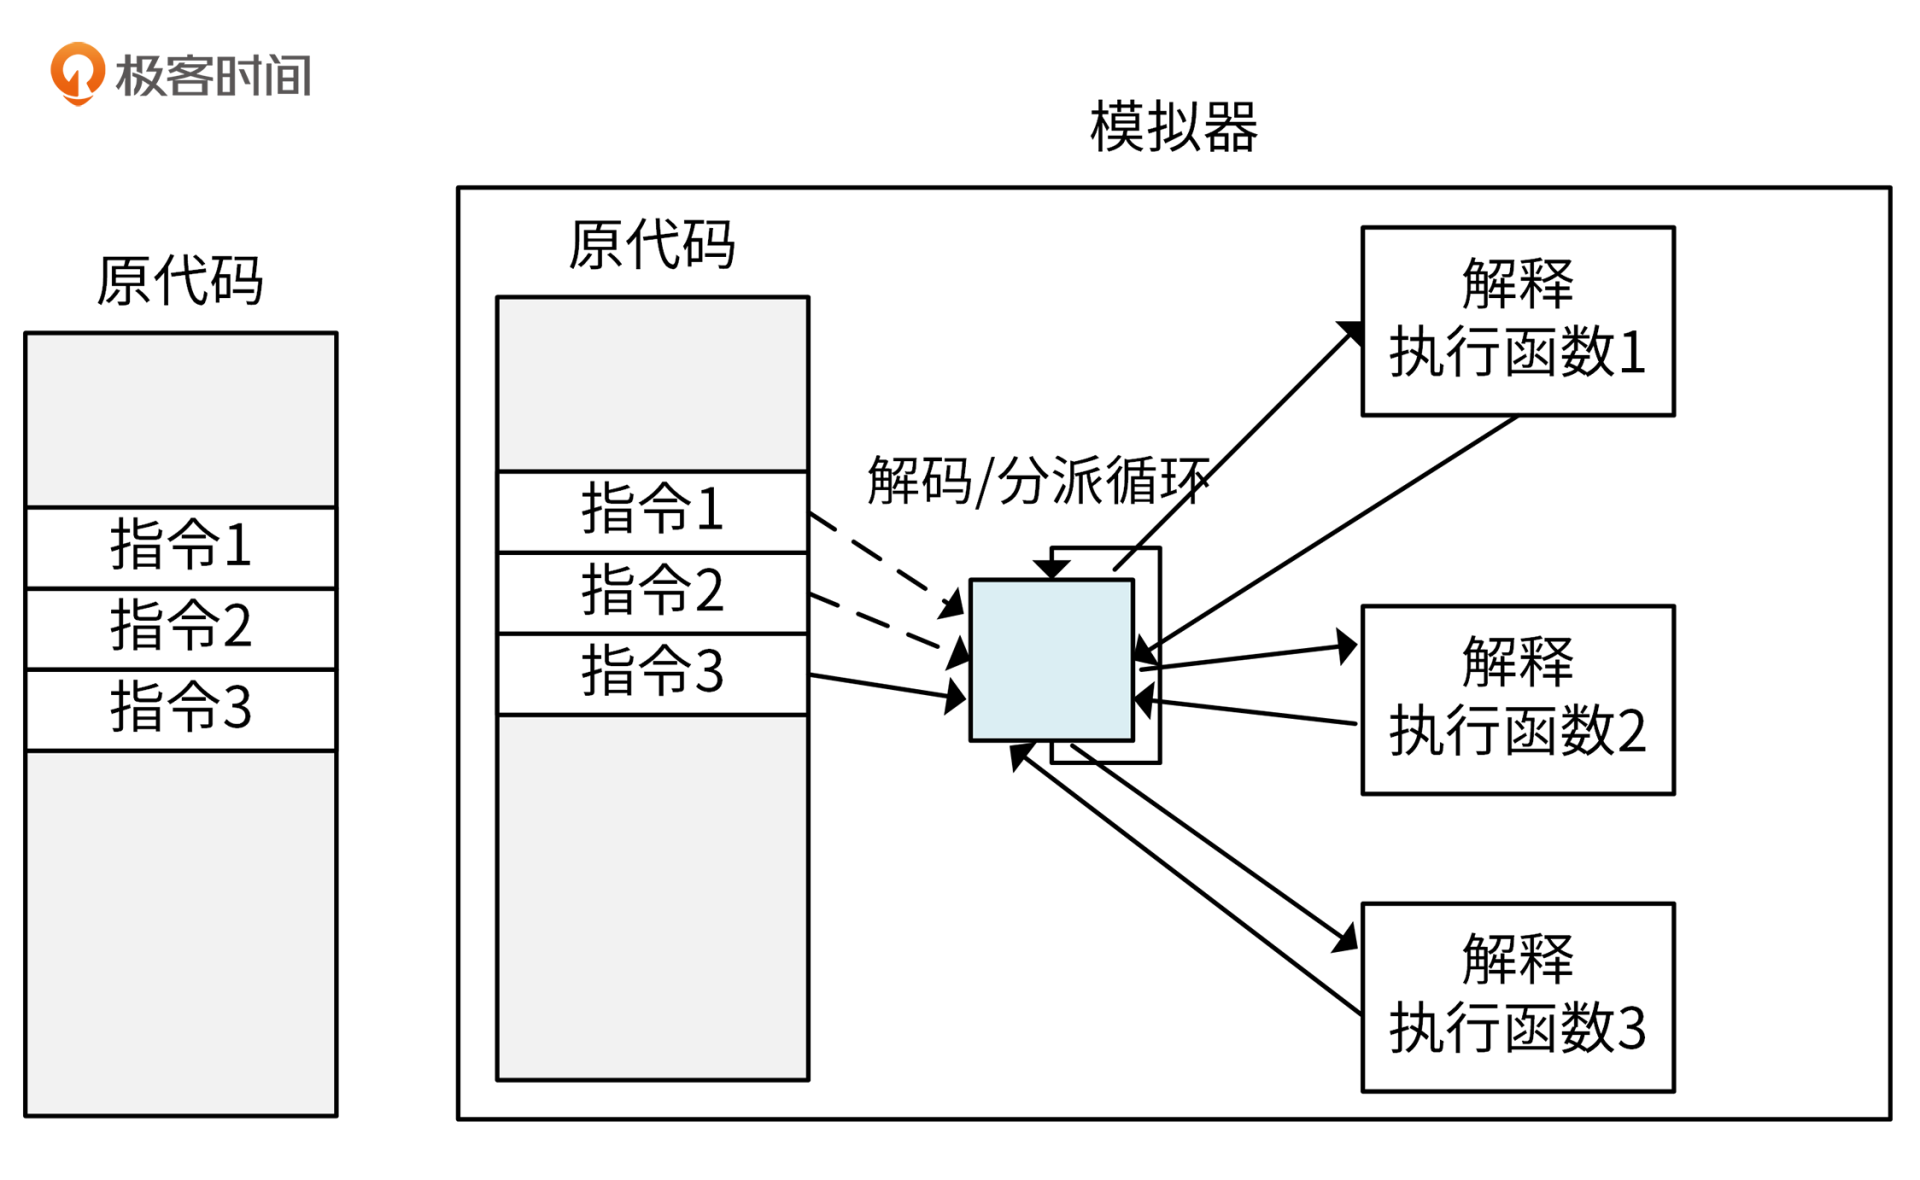 极客时间
模拟器
原代码
指令1
指令2
指令3
原代码
指令1
指令2
指令3
解码/分派循环
解释
执行函数1
解释
执行函数2
解释
执行函数3